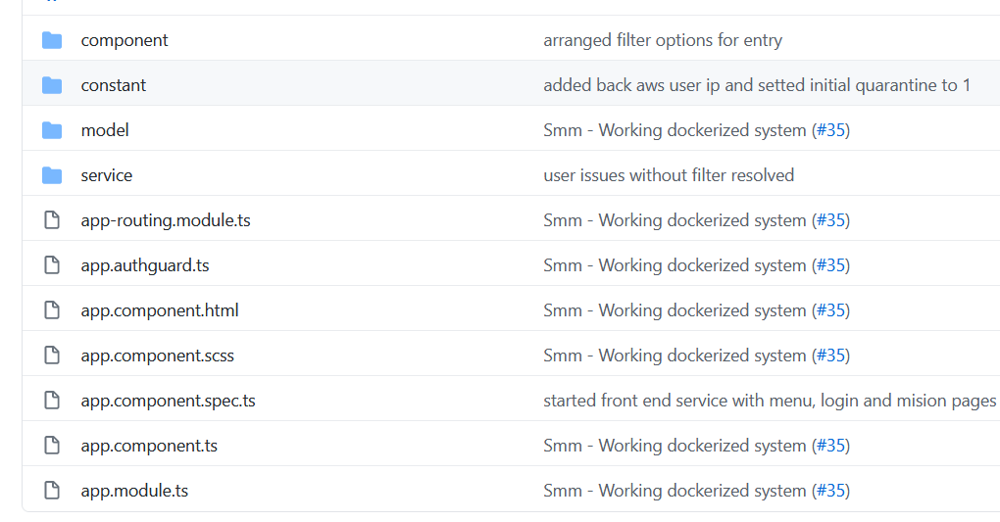 component arranged filter options for entry
constant added back aws user ip and setted initial quarantine to 1
model Smm - Working dockerized system (#35)
service user issues without filter resolved
app-routing.module.ts Smm - Working dockerized system (#35)
app.authguard.ts Smm - Working dockerized system (#35)
app.component.html Smm - Working dockerized system (#35)
app.component.scss Smm - Working dockerized system (#35)
app.component.spec.ts started front end service with menu, login and mision pages
app.component.ts Smm - Working dockerized system (#35)
app.module.ts Smm - Working dockerized system (#35)